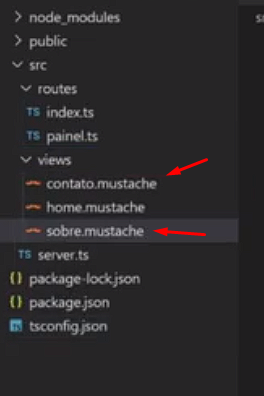 node_modules
public
src
routes
TS index.ts
TS painel.ts
views
contato.mustache
home.mustache
sobre.mustache
TS server.ts
{} package-lock.json
{} package.json
TS tsconfig.json